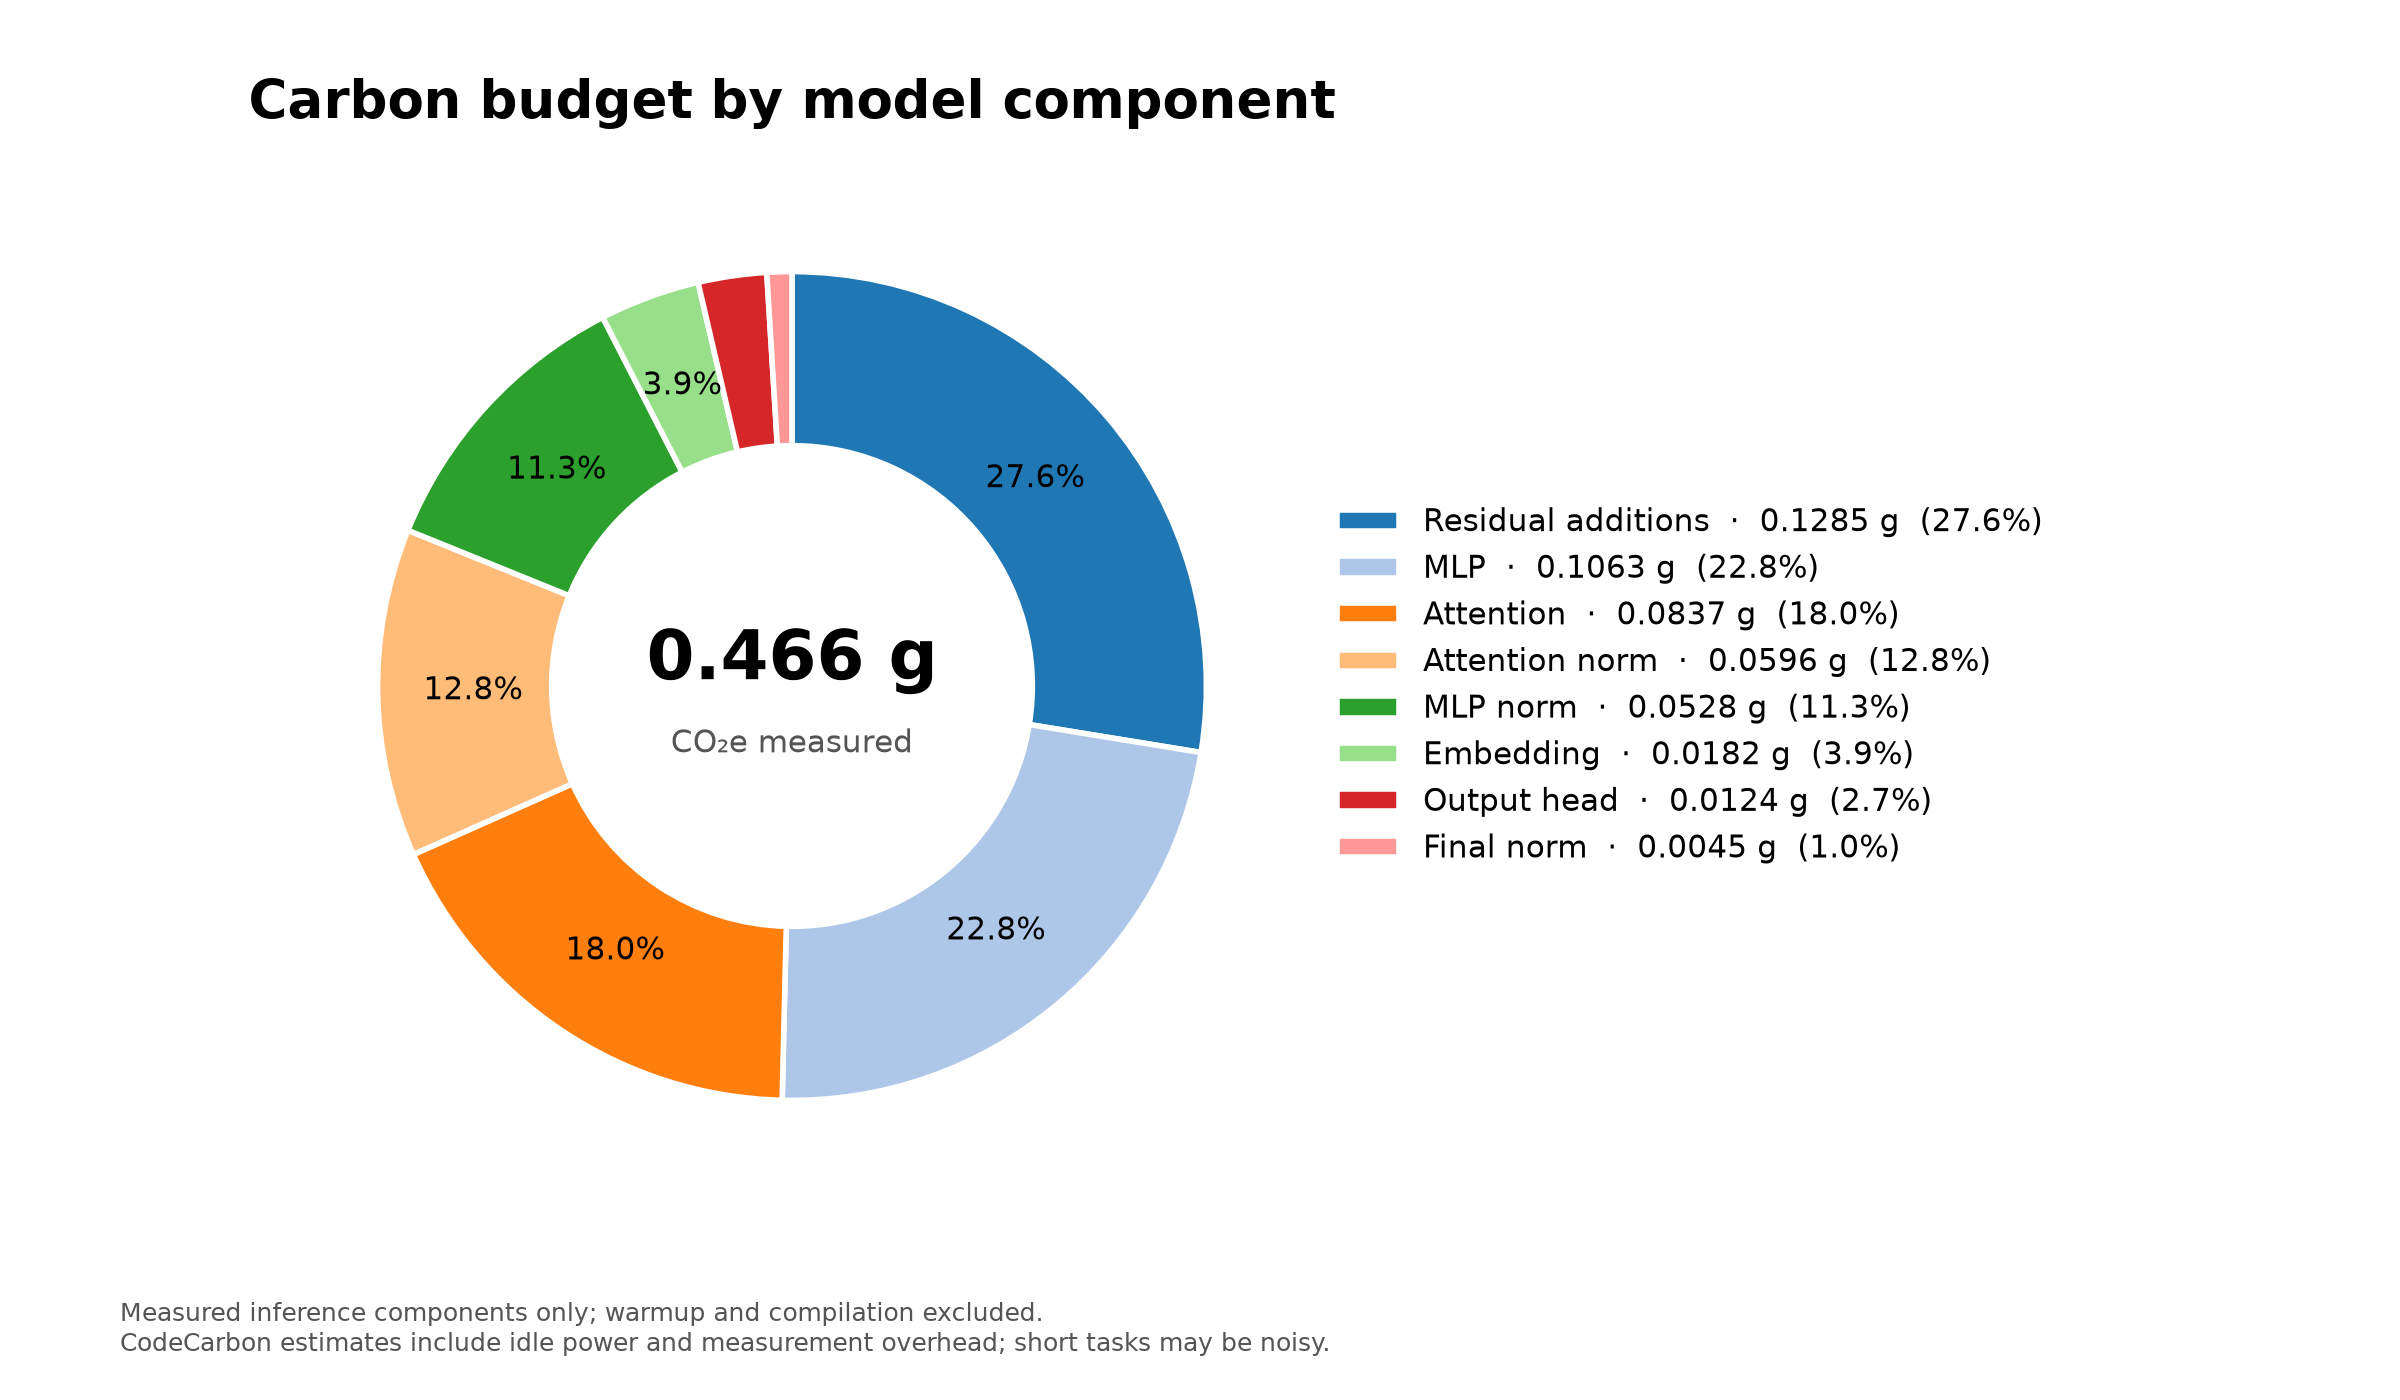 Carbon budget by model component
27.6%
22.8%
18.0%
12.8%
11.3%
3.9%
0.466 g
CO₂e measured
Residual additions · 0.1285 g (27.6%)
MLP · 0.1063 g (22.8%)
Attention · 0.0837 g (18.0%)
Attention norm · 0.0596 g (12.8%)
MLP norm · 0.0528 g (11.3%)
Embedding · 0.0182 g (3.9%)
Output head · 0.0124 g (2.7%)
Final norm · 0.0045 g (1.0%)
Measured inference components only; warmup and compilation excluded.
CodeCarbon estimates include idle power and measurement overhead; short tasks may be noisy.